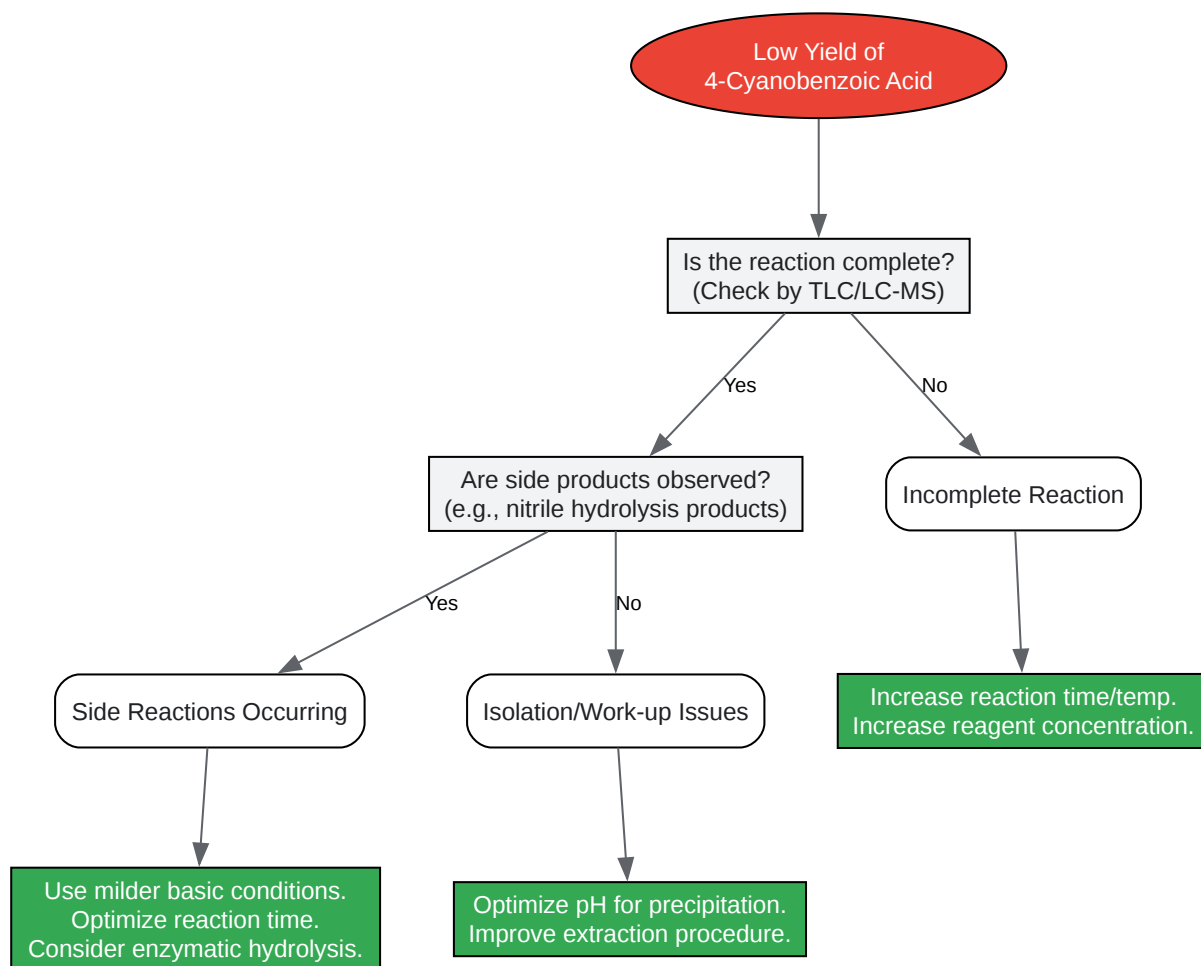 Low Yield of
4-Cyanobenzoic Acid
Is the reaction complete?
(Check by TLC/LC-MS)
Yes
No
Are side products observed?
(e.g., nitrile hydrolysis products)
Incomplete Reaction
Yes
No
Side Reactions Occurring
Isolation/Work-up Issues
Increase reaction time/temp.
Increase reagent concentration.
Use milder basic conditions.
Optimize reaction time.
Consider enzymatic hydrolysis.
Optimize pH for precipitation.
Improve extraction procedure.